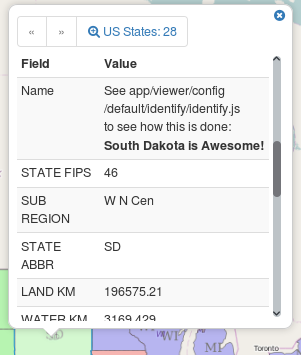 « » US States: 28
Field Value
Name See app/viewer/config
/default/identify/identify.js
to see how this is done:
South Dakota is Awesome!
STATE FIPS 46
SUB W N Cen
REGION
STATE SD
ABBR
LAND KM 196575.21
WATER KM 3169.429
WI
MI
Toronto